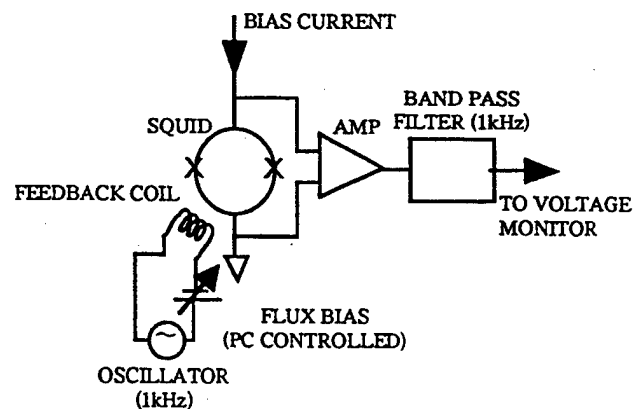 BIAS CURRENT
SQUID
AMP
BAND PASS
FILTER (1kHz)
FEEDBACK COIL
TO VOLTAGE
MONITOR
FLUX BIAS
(PC CONTROLLED)
OSCILLATOR
(1kHz)